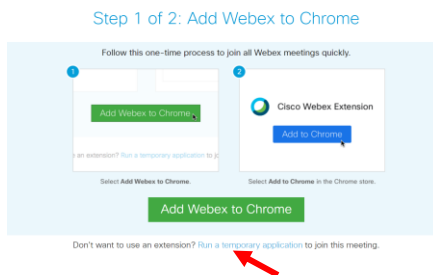 Step 1 of 2: Add Webex to Chrome
Follow this one-time process to join all Webex meetings quickly.
1
2
Add Webex to Chrome
an extension? Run a temporary application to jo
Cisco Webex Extension
Add to Chrome
Select Add Webex to Chrome.
Select Add to Chrome in the Chrome store.
Add Webex to Chrome
Don't want to use an extension? Run a temporary application to join this meeting.